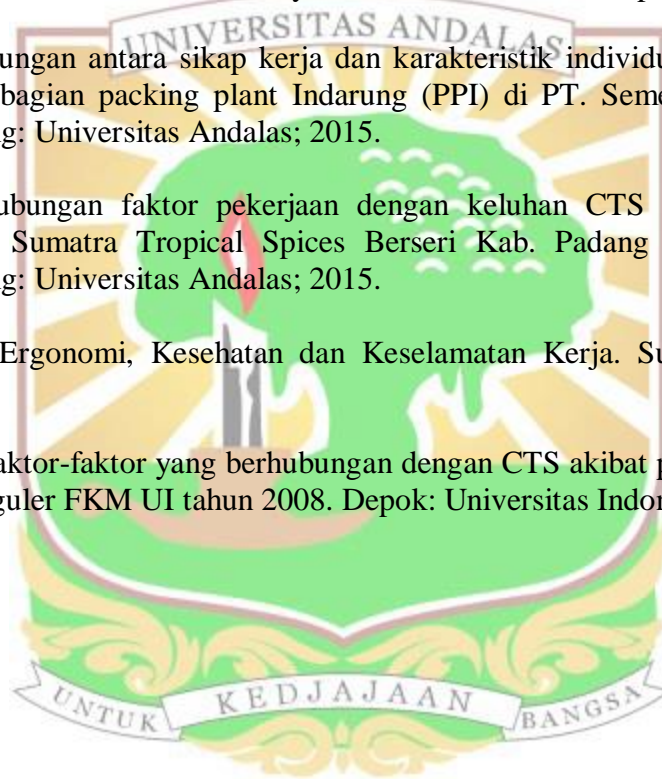 UNIVERSITAS ANDALAS
ungan antara sikap kerja dan karakteristik individu
bagian packing plant Indarung (PPI) di PT. Seme
g: Universitas Andalas; 2015.
ubungan faktor pekerjaan dengan keluhan CTS
Sumatra Tropical Spices Berseri Kab. Padang
g: Universitas Andalas; 2015.
Ergonomi, Kesehatan dan Keselamatan Kerja. Su
aktor-faktor yang berhubungan dengan CTS akibat p
guler FKM UI tahun 2008. Depok: Universitas Indon
UNTUK KEDJAJAAN BANGSA